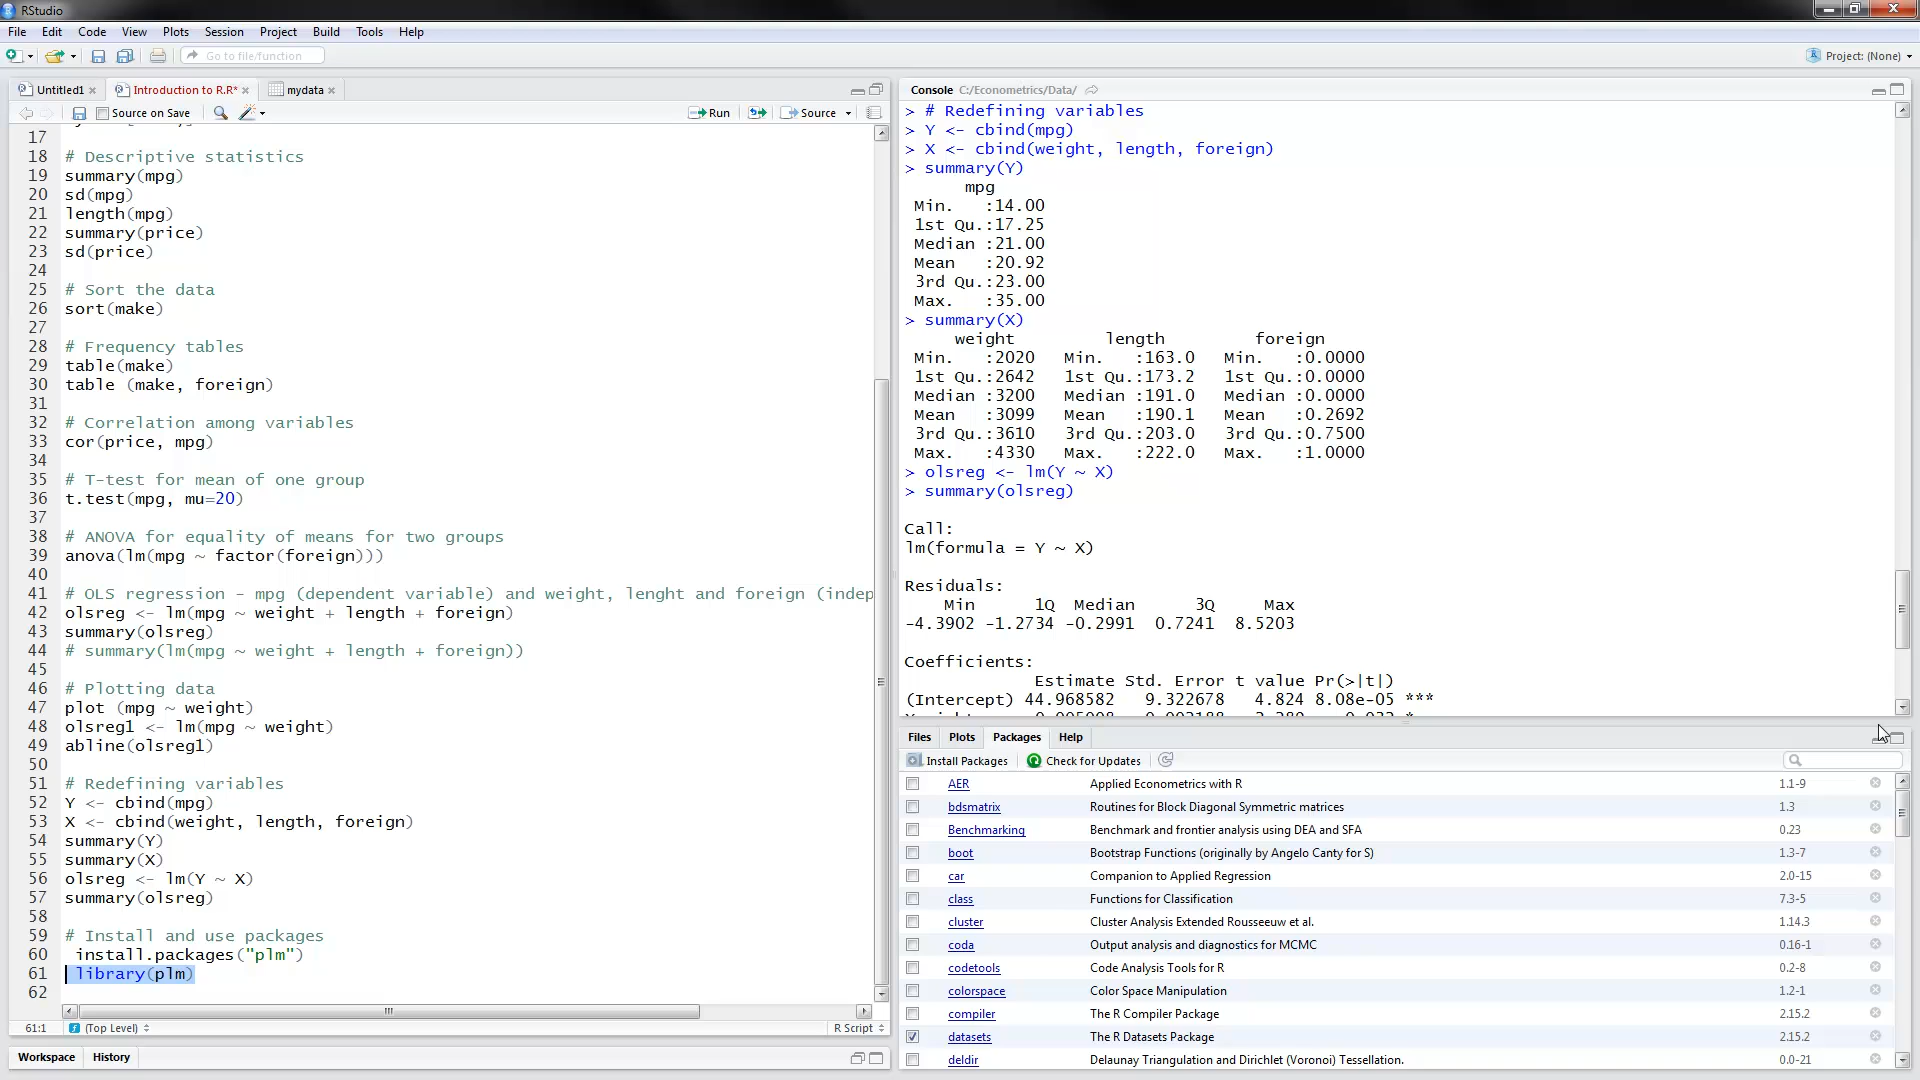 RStudio
File Edit Code View Plots Session Project Build Tools Help
Go to file/function
Project: (None)
Untitled1 Introduction to R.R* mydata
Source on Save Run Source
17
18 # Descriptive statistics
19 summary(mpg)
20 sd(mpg)
21 length(mpg)
22 summary(price)
23 sd(price)
24
25 # Sort the data
26 sort(make)
27
28 # Frequency tables
29 table(make)
30 table (make, foreign)
31
32 # Correlation among variables
33 cor(price, mpg)
34
35 # T-test for mean of one group
36 t.test(mpg, mu=20)
37
38 # ANOVA for equality of means for two groups
39 anova(lm(mpg ~ factor(foreign)))
40
41 # OLS regression - mpg (dependent variable) and weight, lenght and foreign (indep
42 olsreg <- lm(mpg ~ weight + length + foreign)
43 summary(olsreg)
44 # summary(lm(mpg ~ weight + length + foreign))
45
46 # Plotting data
47 plot (mpg ~ weight)
48 olsreg1 <- lm(mpg ~ weight)
49 abline(olsreg1)
50
51 # Redefining variables
52 Y <- cbind(mpg)
53 X <- cbind(weight, length, foreign)
54 summary(Y)
55 summary(X)
56 olsreg <- lm(Y ~ X)
57 summary(olsreg)
58
59 # Install and use packages
60 install.packages("plm")
61 library(plm)
62
61:1 (Top Level) R Script
Workspace History
Console C:/Econometrics/Data/
> # Redefining variables
> Y <- cbind(mpg)
> X <- cbind(weight, length, foreign)
> summary(Y)
mpg
Min. :14.00
1st Qu.:17.25
Median :21.00
Mean :20.92
3rd Qu.:23.00
Max. :35.00
> summary(X)
weight length foreign
Min. :2020 Min. :163.0 Min. :0.0000
1st Qu.:2642 1st Qu.:173.2 1st Qu.:0.0000
Median :3200 Median :191.0 Median :0.0000
Mean :3099 Mean :190.1 Mean :0.2692
3rd Qu.:3610 3rd Qu.:203.0 3rd Qu.:0.7500
Max. :4330 Max. :222.0 Max. :1.0000
> olsreg <- lm(Y ~ X)
> summary(olsreg)
Call:
lm(formula = Y ~ X)
Residuals:
Min 1Q Median 3Q Max
-4.3902 -1.2734 -0.2991 0.7241 8.5203
Coefficients:
Estimate Std. Error t value Pr(>|t|)
(Intercept) 44.968582 9.322678 4.824 8.08e-05 ***
Files Plots Packages Help
Install Packages Check for Updates
AER Applied Econometrics with R 1.1-9
bdsmatrix Routines for Block Diagonal Symmetric matrices 1.3
Benchmarking Benchmark and frontier analysis using DEA and SFA 0.23
boot Bootstrap Functions (originally by Angelo Canty for S) 1.3-7
car Companion to Applied Regression 2.0-15
class Functions for Classification 7.3-5
cluster Cluster Analysis Extended Rousseeuw et al. 1.14.3
coda Output analysis and diagnostics for MCMC 0.16-1
codetools Code Analysis Tools for R 0.2-8
colorspace Color Space Manipulation 1.2-1
compiler The R Compiler Package 2.15.2
datasets The R Datasets Package 2.15.2
deldir Delaunay Triangulation and Dirichlet (Voronoi) Tessellation. 0.0-21